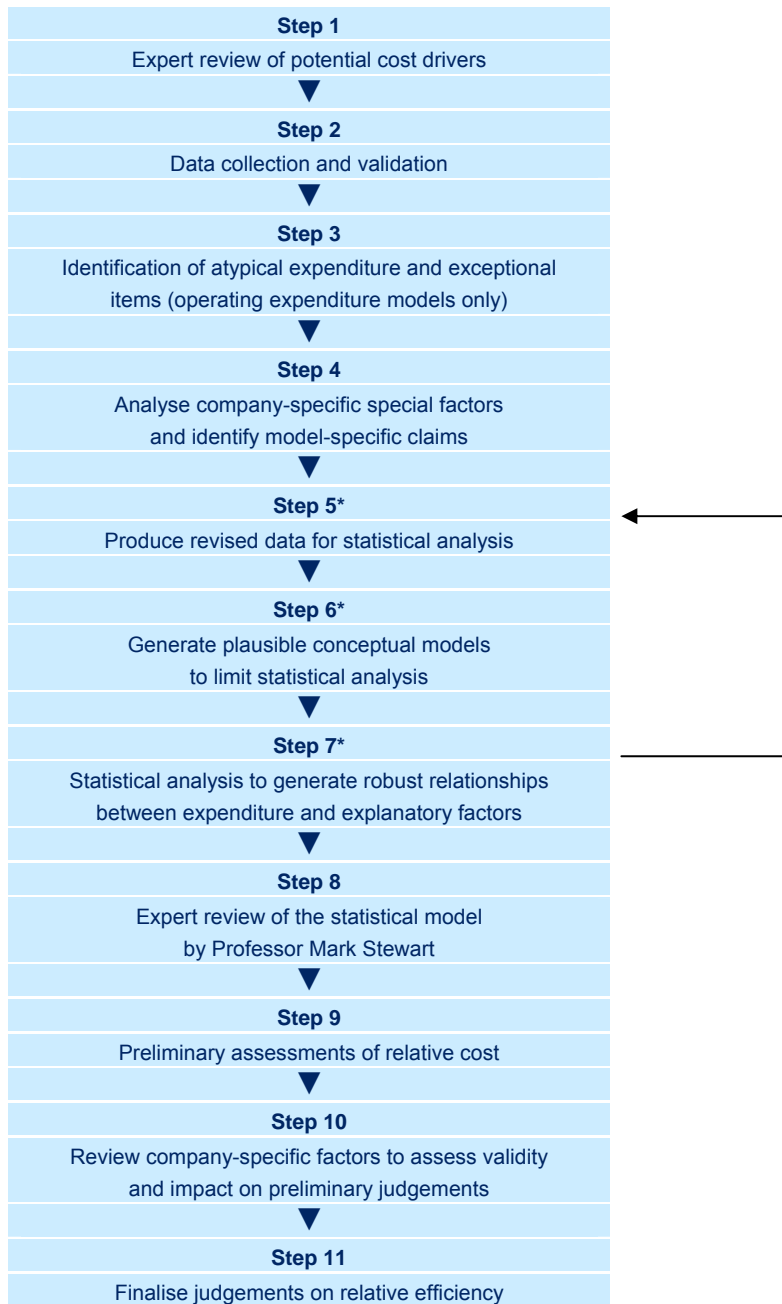 Step 1
Expert review of potential cost drivers
Step 2
Data collection and validation
Step 3
Identification of atypical expenditure and exceptional
items (operating expenditure models only)
Step 4
Analyse company-specific special factors
and identify model-specific claims
Step 5*
Produce revised data for statistical analysis
Step 6*
Generate plausible conceptual models
to limit statistical analysis
Step 7*
Statistical analysis to generate robust relationships
between expenditure and explanatory factors
Step 8
Expert review of the statistical model
by Professor Mark Stewart
Step 9
Preliminary assessments of relative cost
Step 10
Review company-specific factors to assess validity
and impact on preliminary judgements
Step 11
Finalise judgements on relative efficiency